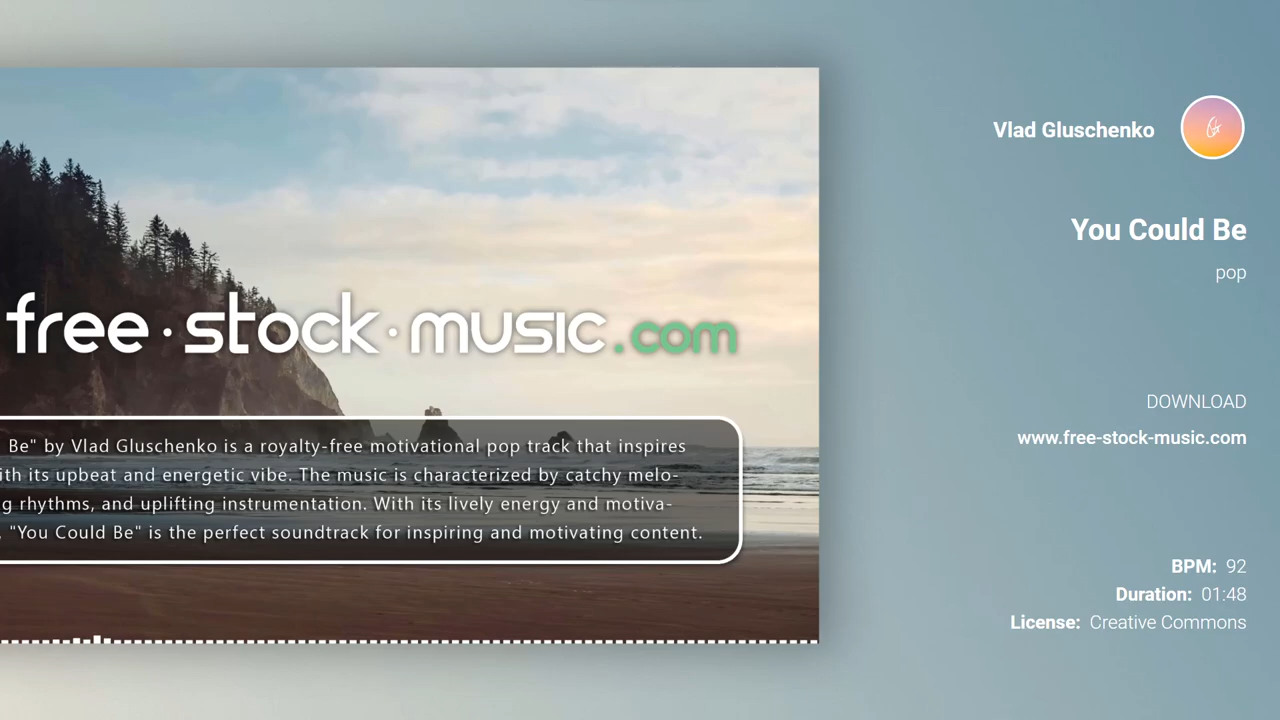 free·stock·music.com
Be" by Vlad Gluschenko is a royalty-free motivational pop track that inspires
its upbeat and energetic vibe. The music is characterized by catchy melo-
rhythms, and uplifting instrumentation. With its lively energy and motiva-
"You Could Be" is the perfect soundtrack for inspiring and motivating content.
Vlad Gluschenko
You Could Be
pop
DOWNLOAD
www.free-stock-music.com
BPM: 92
Duration: 01:48
License: Creative Commons